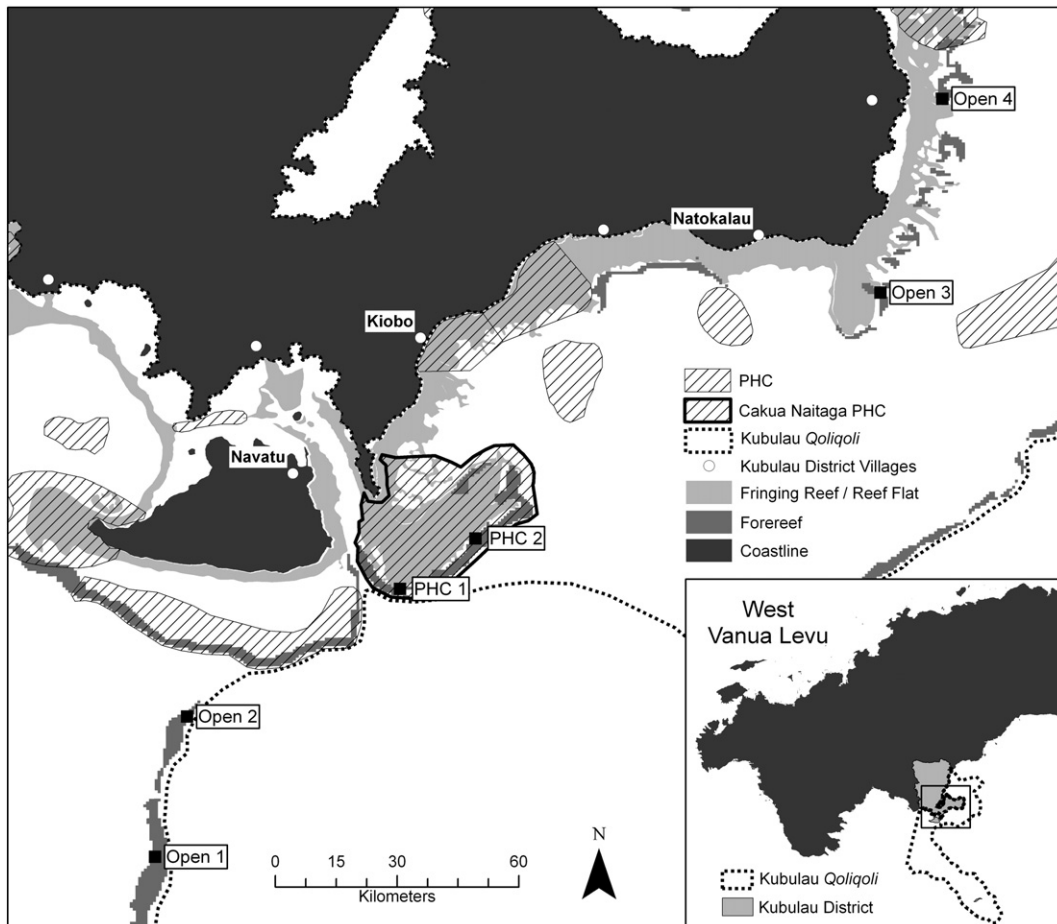 Open 4
Natokalau
Open 3
Kiobo
PHC
Cakua Naitaga PHC
Kubulau Qoliqoli
Kubulau District Villages
Fringing Reef / Reef Flat
Forereef
Coastline
Navatu
PHC 2
PHC 1
Open 2
Open 1
0 15 30 60
Kilometers
N
West
Vanua Levu
Kubulau Qoliqoli
Kubulau District